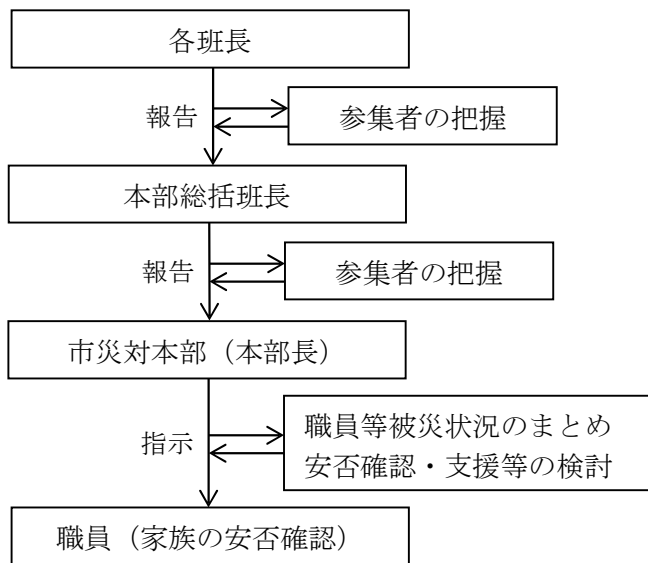 各班長
報告
参集者の把握
本部総括班長
報告
参集者の把握
市災対本部（本部長）
指示
職員等被災状況のまとめ
安否確認・支援等の検討
職員（家族の安否確認）